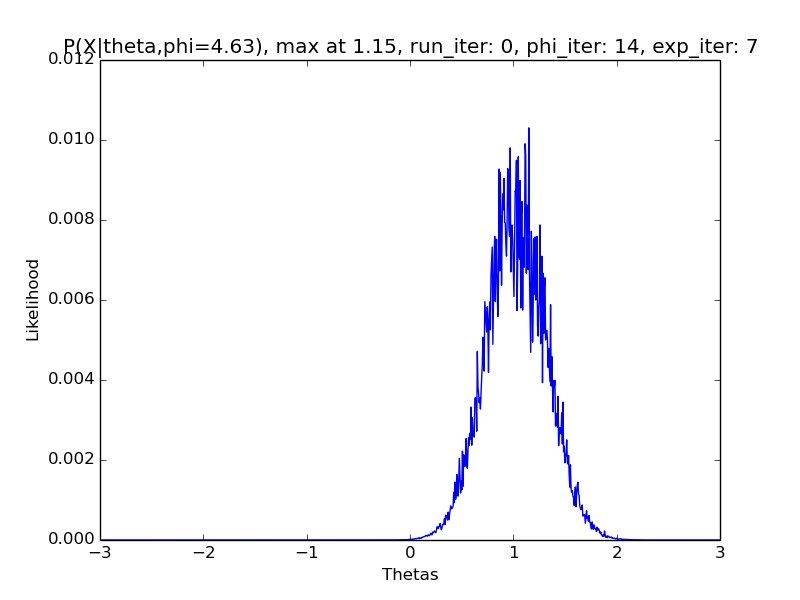 P(X|theta,phi=4.63), max at 1.15, run_iter: 0, phi_iter: 14, exp_iter: 7
0.012
0.010
0.008
0.006
0.004
0.002
0.000
Likelihood
−3 −2 −1 0 1 2 3
Thetas